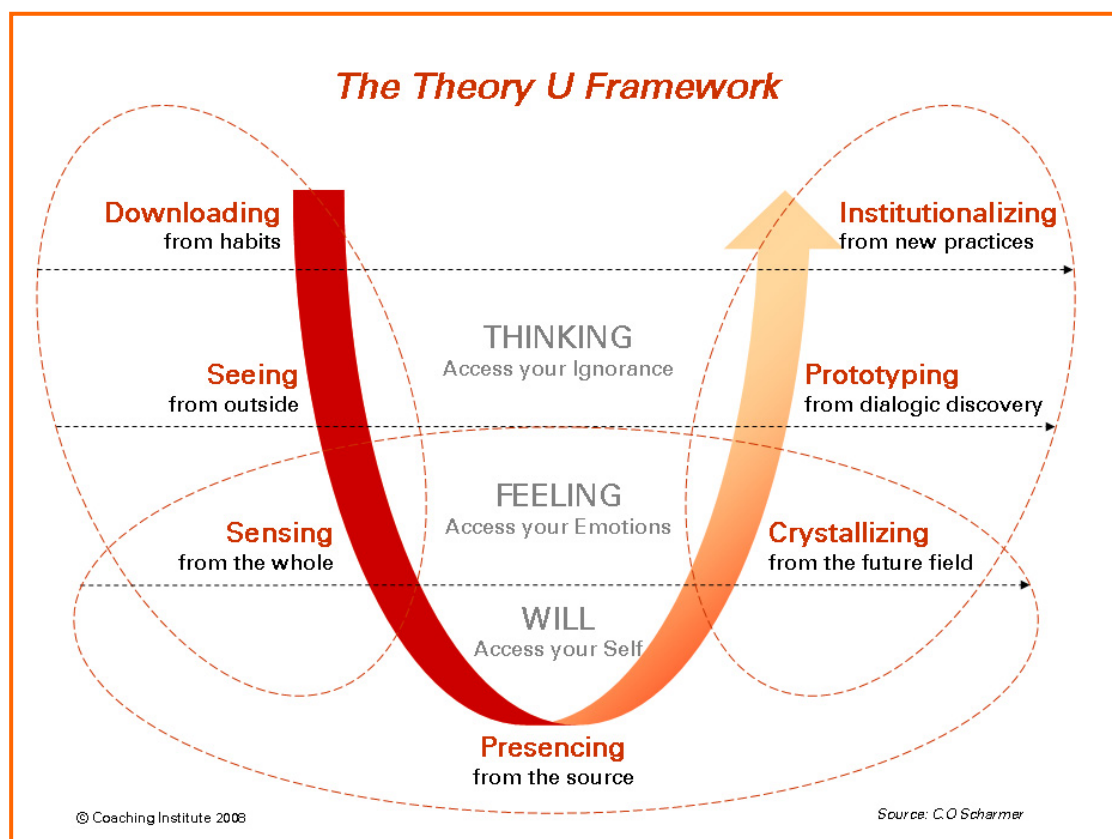 The Theory U Framework
Downloading
from habits
Institutionalizing
from new practices
THINKING
Access your Ignorance
Seeing
from outside
Prototyping
from dialogic discovery
FEELING
Access your Emotions
Sensing
from the whole
Crystallizing
from the future field
WILL
Access your Self
Presencing
from the source
© Coaching Institute 2008
Source: C.O Scharmer